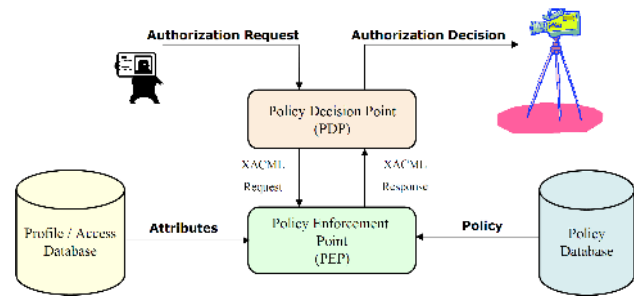 Authorization Request
Authorization Decision
Policy Decision Point
(PDP)
XACML
Request
XACML
Response
Profile / Access
Database
Attributes
Policy Enforcement
Point
(PEP)
Policy
Policy
Database